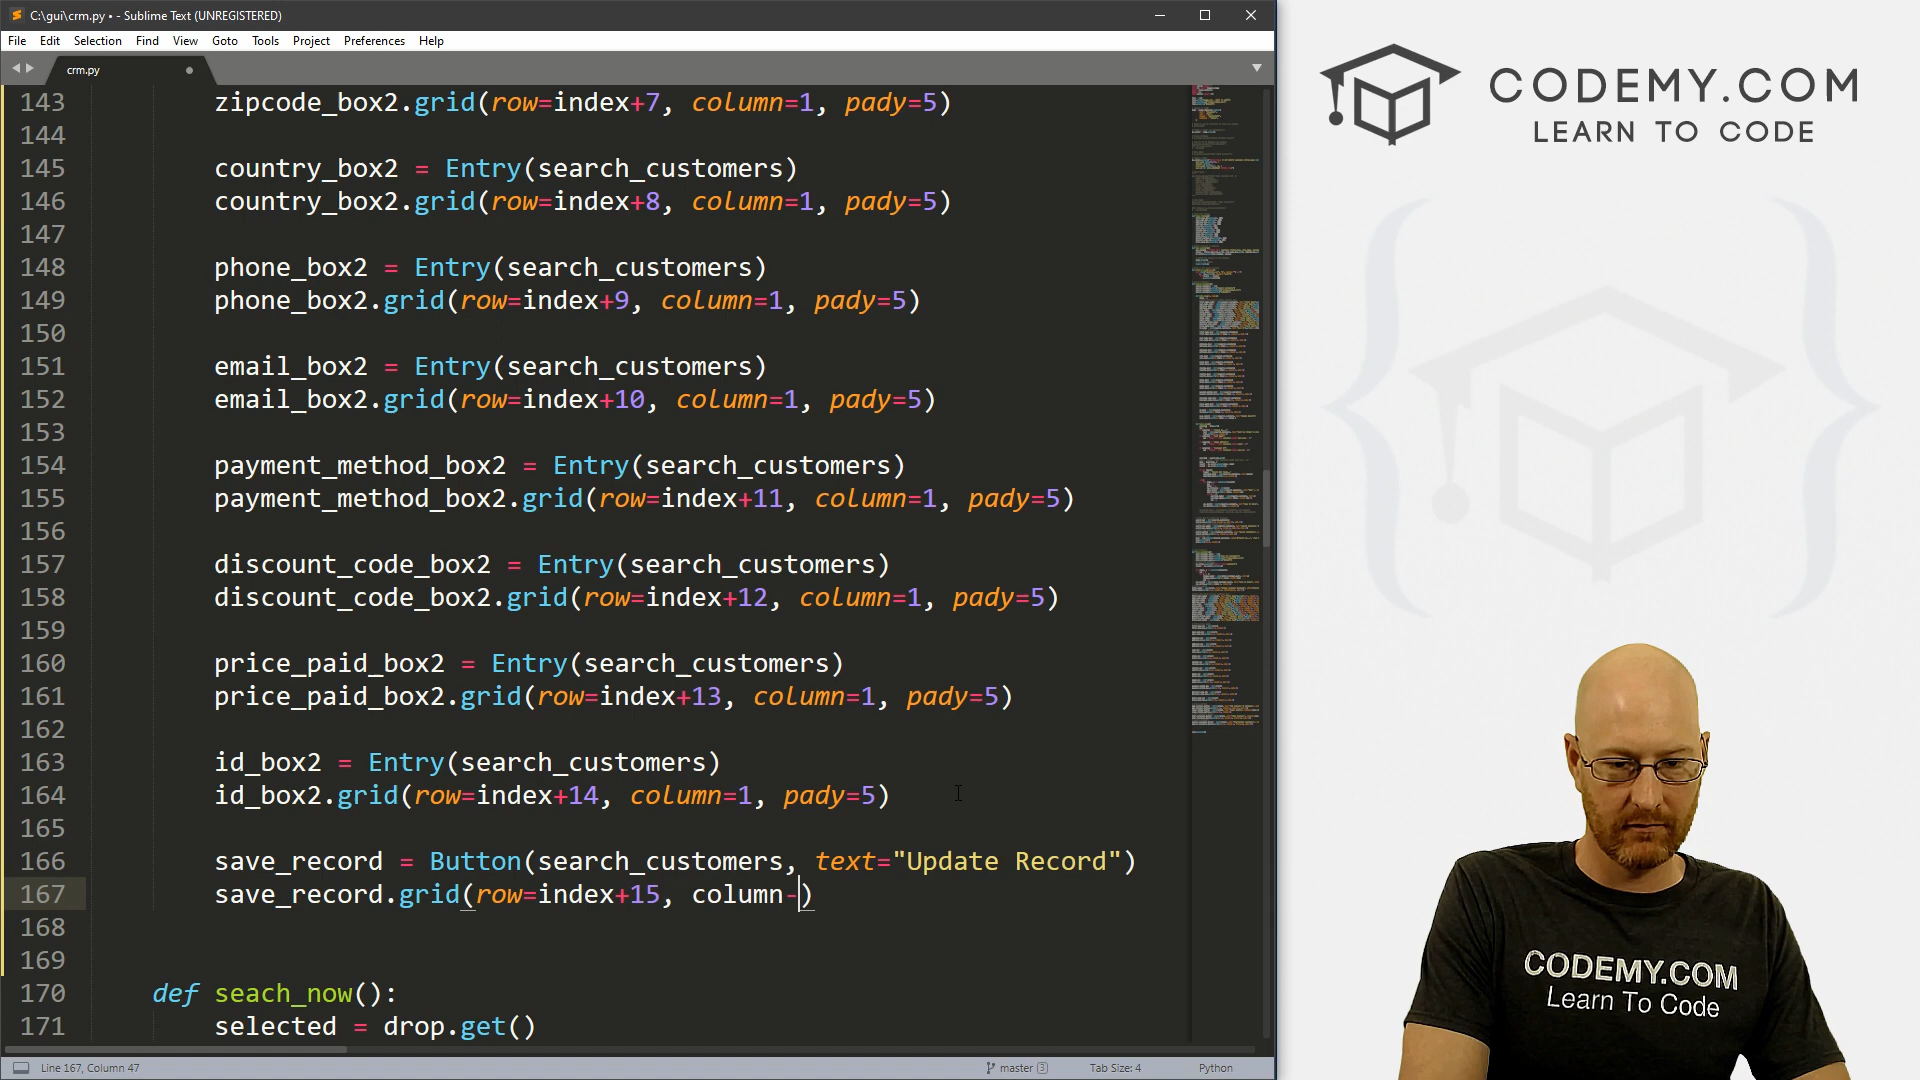 C:\gui\crm.py • - Sublime Text (UNREGISTERED)
File Edit Selection Find View Goto Tools Project Preferences Help
crm.py
143 zipcode_box2.grid(row=index+7, column=1, pady=5)
144
145 country_box2 = Entry(search_customers)
146 country_box2.grid(row=index+8, column=1, pady=5)
147
148 phone_box2 = Entry(search_customers)
149 phone_box2.grid(row=index+9, column=1, pady=5)
150
151 email_box2 = Entry(search_customers)
152 email_box2.grid(row=index+10, column=1, pady=5)
153
154 payment_method_box2 = Entry(search_customers)
155 payment_method_box2.grid(row=index+11, column=1, pady=5)
156
157 discount_code_box2 = Entry(search_customers)
158 discount_code_box2.grid(row=index+12, column=1, pady=5)
159
160 price_paid_box2 = Entry(search_customers)
161 price_paid_box2.grid(row=index+13, column=1, pady=5)
162
163 id_box2 = Entry(search_customers)
164 id_box2.grid(row=index+14, column=1, pady=5)
165
166 save_record = Button(search_customers, text="Update Record")
167 save_record.grid(row=index+15, column-)
168
169
170 def seach_now():
171 selected = drop.get()
Line 167, Column 47
master 3
Tab Size: 4
Python
CODEMY.COM
LEARN TO CODE
CODEMY.COM
Learn To Code